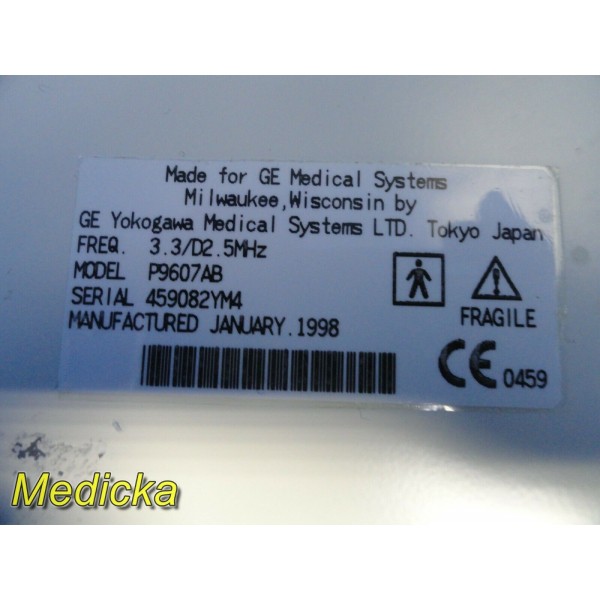 Made for GE Medical Systems
Milwaukee,Wisconsin by
GE Yokogawa Medical Systems LTD. Tokyo Japan
FREQ. 3.3/D2.5MHz
MODEL P9607AB
SERIAL 459082YM4
MANUFACTURED JANUARY.1998
FRAGILE
CE 0459
Medicka